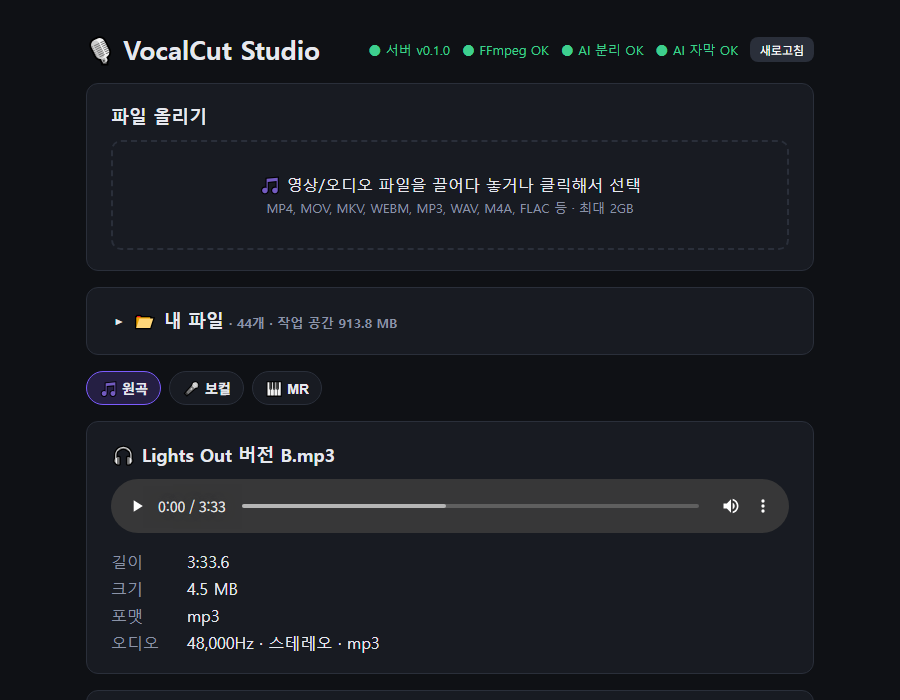 VocalCut Studio
서버 v0.1.0 FFmpeg OK AI 분리 OK AI 자막 OK 새로고침
파일 올리기
영상/오디오 파일을 끌어다 놓거나 클릭해서 선택
MP4, MOV, MKV, WEBM, MP3, WAV, M4A, FLAC 등 · 최대 2GB
내 파일 · 44개 · 작업 공간 913.8 MB
원곡 보컬 MR
Lights Out 버전 B.mp3
0:00 / 3:33
길이 3:33.6
크기 4.5 MB
포맷 mp3
오디오 48,000Hz · 스테레오 · mp3